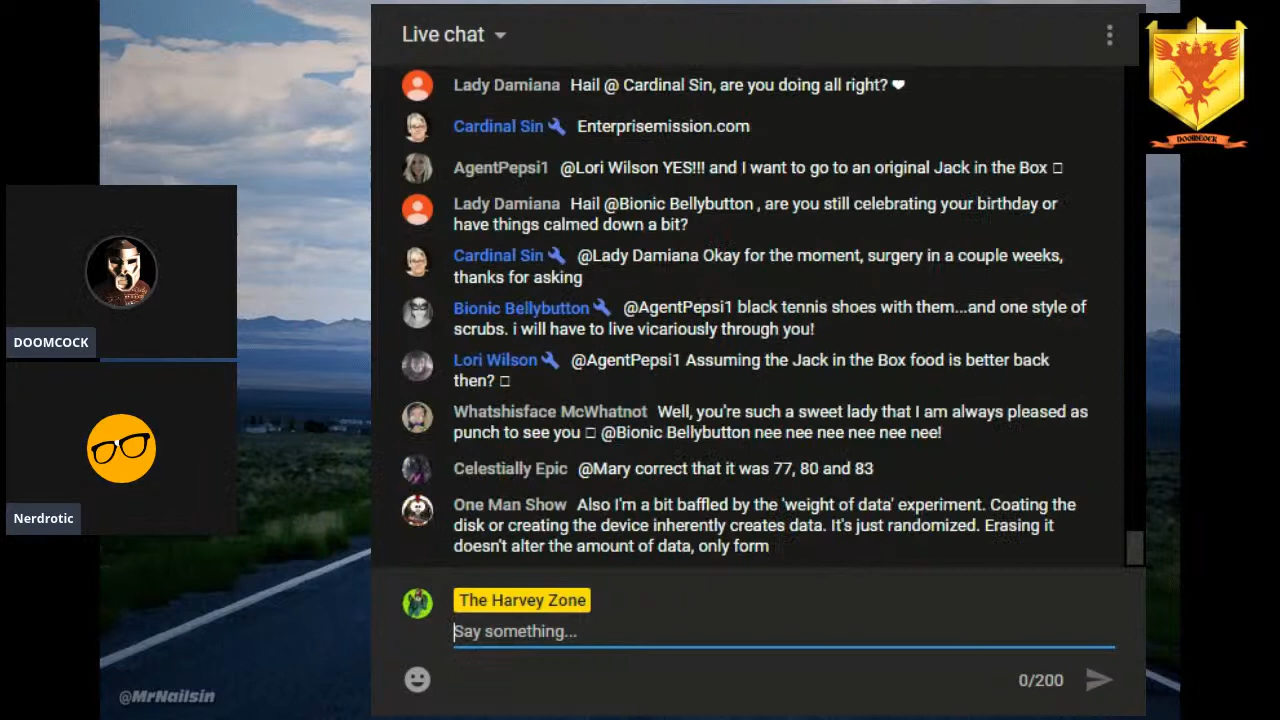 Live chat
Lady Damiana Hail @ Cardinal Sin, are you doing all right? ❤
Cardinal Sin Enterprisemission.com
AgentPepsi1 @Lori Wilson YES!!! and I want to go to an original Jack in the Box □
Lady Damiana Hail @Bionic Bellybutton , are you still celebrating your birthday or
have things calmed down a bit?
Cardinal Sin @Lady Damiana Okay for the moment, surgery in a couple weeks,
thanks for asking
Bionic Bellybutton @AgentPepsi1 black tennis shoes with them...and one style of
scrubs. i will have to live vicariously through you!
Lori Wilson @AgentPepsi1 Assuming the Jack in the Box food is better back
then? □
Whatshisface McWhatnot Well, you're such a sweet lady that I am always pleased as
punch to see you □ @Bionic Bellybutton nee nee nee nee nee nee!
Celestially Epic @Mary correct that it was 77, 80 and 83
One Man Show Also I'm a bit baffled by the 'weight of data' experiment. Coating the
disk or creating the device inherently creates data. It's just randomized. Erasing it
doesn't alter the amount of data, only form
The Harvey Zone
Say something...
0/200
DOOMCOCK
Nerdrotic
DOOMCOCK
@MrNailsin